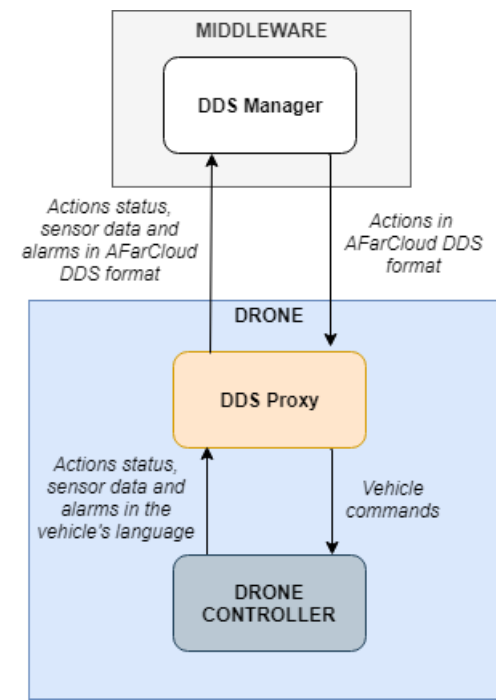 MIDDLEWARE
DDS Manager
Actions status,
sensor data and
alarms in AFarCloud
DDS format
Actions in
AFarCloud DDS
format
DRONE
DDS Proxy
Actions status,
sensor data and
alarms in the
vehicle's language
Vehicle
commands
DRONE
CONTROLLER